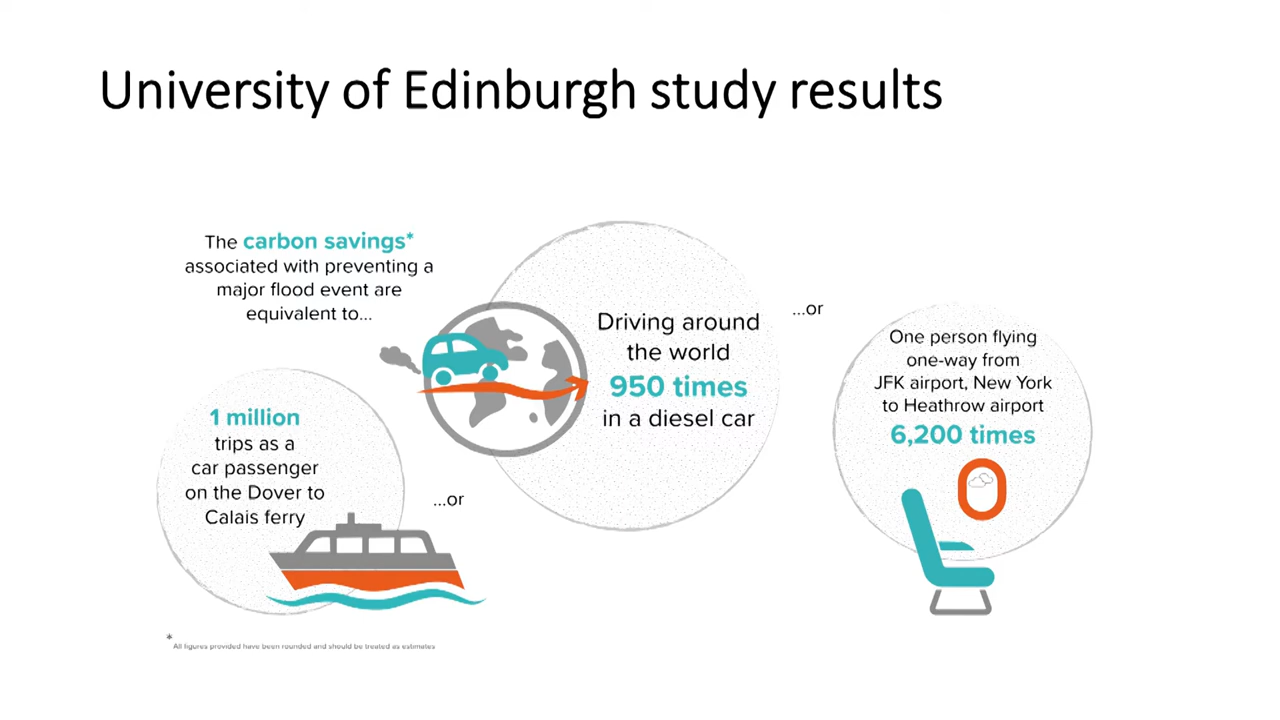 University of Edinburgh study results
The carbon savings*
associated with preventing a
major flood event are
equivalent to...
1 million
trips as a
car passenger
on the Dover to
Calais ferry
...or
Driving around
the world
950 times
in a diesel car
...or
One person flying
one-way from
JFK airport, New York
to Heathrow airport
6,200 times
* All figures provided have been rounded and should be treated as estimates